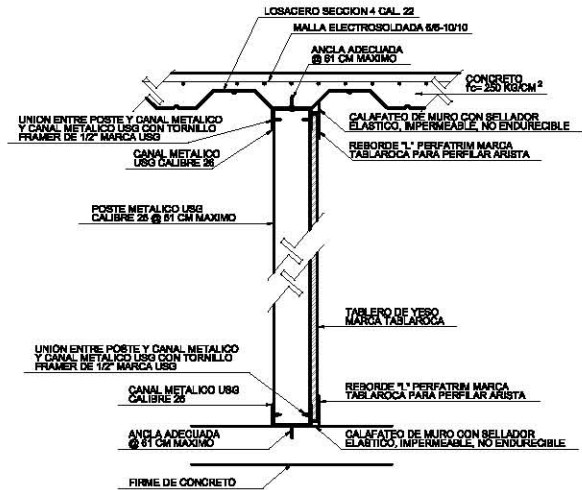 LOSACERO SECCION 4 CAL. 22
MALLA ELECTROSOLDADA 6/6-10/10
ANCLA ADECUADA
@ 61 CM MAXIMO
CONCRETO
fc= 250 KG/CM²
UNION ENTRE POSTE Y CANAL METALICO
Y CANAL METALICO USG CON TORNILLO
FRAMER DE 1/2" MARCA USG
CALAFATEO DE MURO CON SELLADOR
ELASTICO, IMPERMEABLE, NO ENDURECIBLE
CANAL METALICO
USG CALIBRE 26
REBORDE "L" PERFATRIM MARCA
TABLAROCA PARA PERFILAR ARISTA
POSTE METALICO USG
CALIBRE 26 @ 61 CM MAXIMO
TABLERO DE YESO
MARCA TABLAROCA
UNION ENTRE POSTE Y CANAL METALICO
Y CANAL METALICO USG CON TORNILLO
FRAMER DE 1/2" MARCA USG
CANAL METALICO USG
CALIBRE 26
REBORDE "L" PERFATRIM MARCA
TABLAROCA PARA PERFILAR ARISTA
ANCLA ADECUADA
@ 61 CM MAXIMO
CALAFATEO DE MURO CON SELLADOR
ELASTICO, IMPERMEABLE, NO ENDURECIBLE
FIRME DE CONCRETO